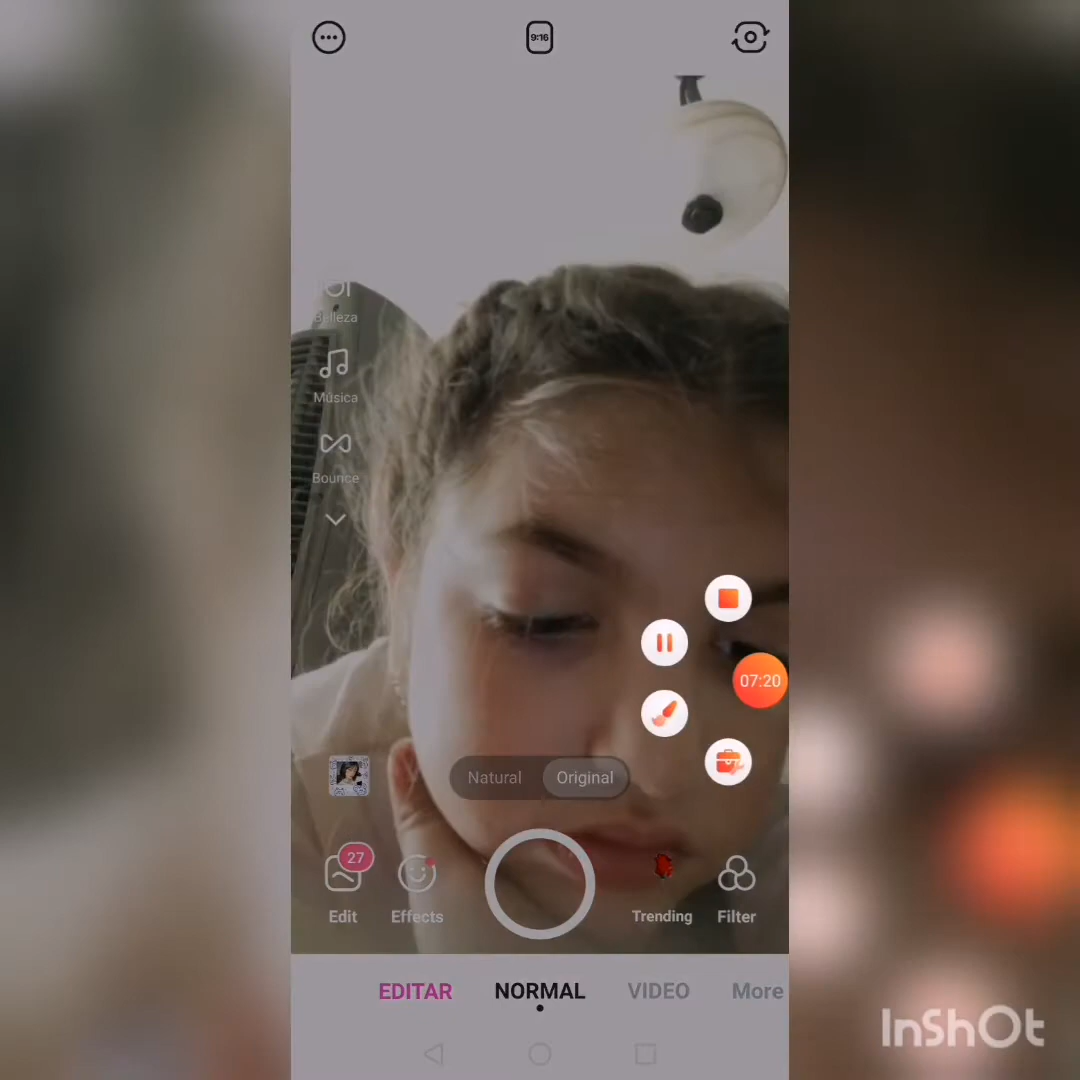 9:16
Belleza
Música
Bounce
07:20
Natural
Original
27
Edit
Effects
Trending
Filter
EDITAR
NORMAL
VIDEO
More
InShOt